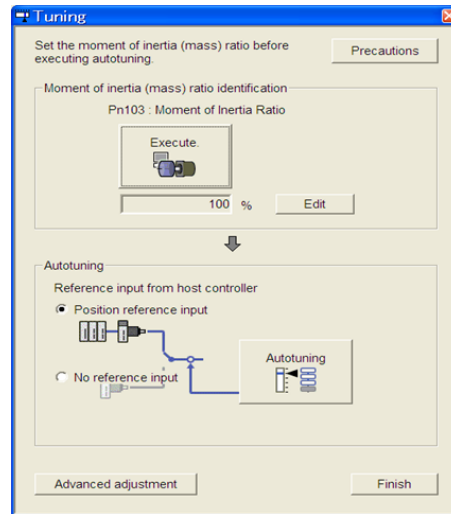 Tuning
Set the moment of inertia (mass) ratio before
executing autotuning.
Precautions
Moment of inertia (mass) ratio identification
Pn103 : Moment of Inertia Ratio
Execute.
100 %
Edit
Autotuning
Reference input from host controller
Position reference input
No reference input
Autotuning
Advanced adjustment
Finish